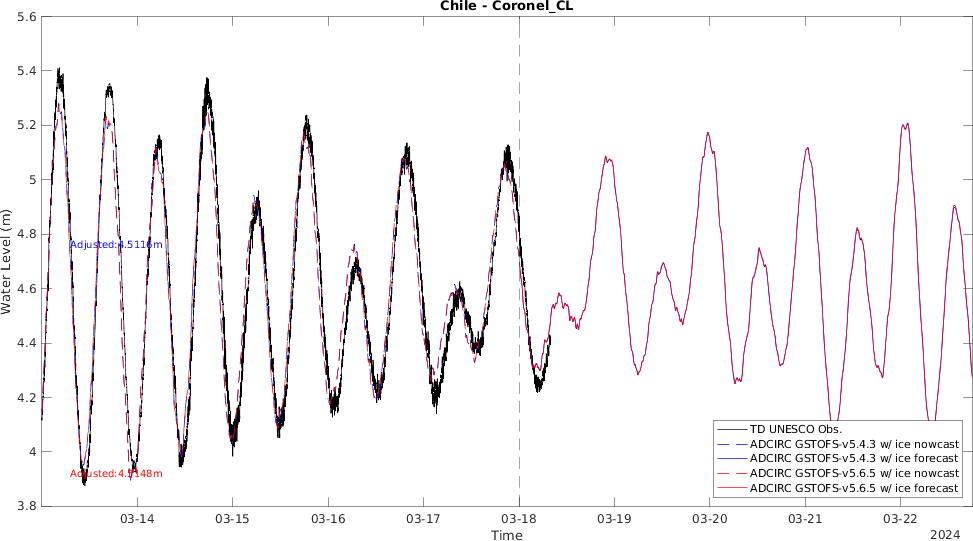 Chile - Coronel_CL
5.6
5.4
5.2
5
4.8
4.6
4.4
4.2
4
3.8
Water Level (m)
Adjusted:4.5116m
Adjusted:4.5148m
TD UNESCO Obs.
ADCIRC GSTOFS-v5.4.3 w/ ice nowcast
ADCIRC GSTOFS-v5.4.3 w/ ice forecast
ADCIRC GSTOFS-v5.6.5 w/ ice nowcast
ADCIRC GSTOFS-v5.6.5 w/ ice forecast
03-14
03-15
03-16
03-17
03-18
03-19
03-20
03-21
03-22
Time
2024